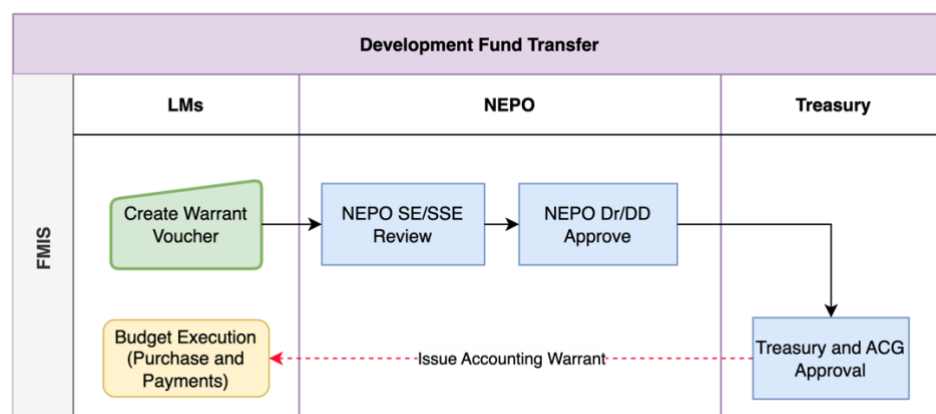 Development Fund Transfer
LMs
NEPO
Treasury
FMIS
Create Warrant
Voucher
NEPO SE/SSE
Review
NEPO Dr/DD
Approve
Budget Execution
(Purchase and
Payments)
Issue Accounting Warrant
Treasury and ACG
Approval